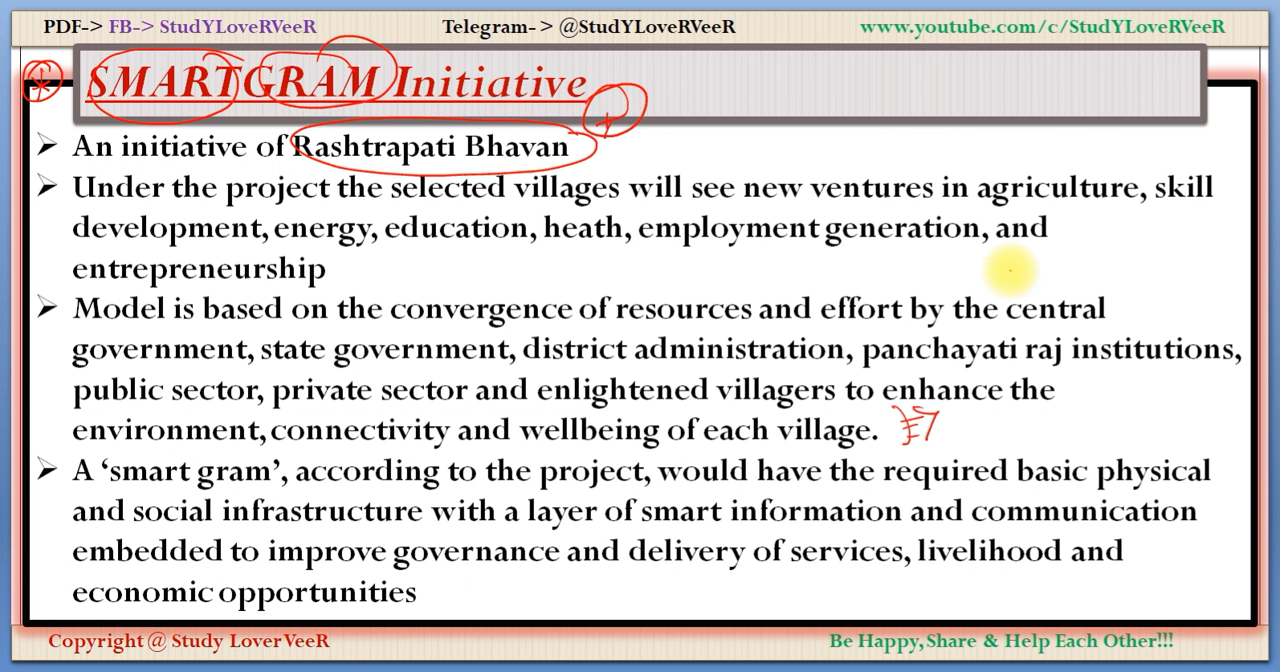 PDF-> FB-> StudYLoveRVeeR Telegram- > @StudYLoveRVeeR www.youtube.com/c/StudYLoveRVeeR
SMARTGRAM Initiative
An initiative of Rashtrapati Bhavan
Under the project the selected villages will see new ventures in agriculture, skill
development, energy, education, heath, employment generation, and
entrepreneurship
Model is based on the convergence of resources and effort by the central
government, state government, district administration, panchayati raj institutions,
public sector, private sector and enlightened villagers to enhance the
environment, connectivity and wellbeing of each village.
A ‘smart gram’, according to the project, would have the required basic physical
and social infrastructure with a layer of smart information and communication
embedded to improve governance and delivery of services, livelihood and
economic opportunities
Copyright @ Study LoverVeeR Be Happy, Share & Help Each Other!!!